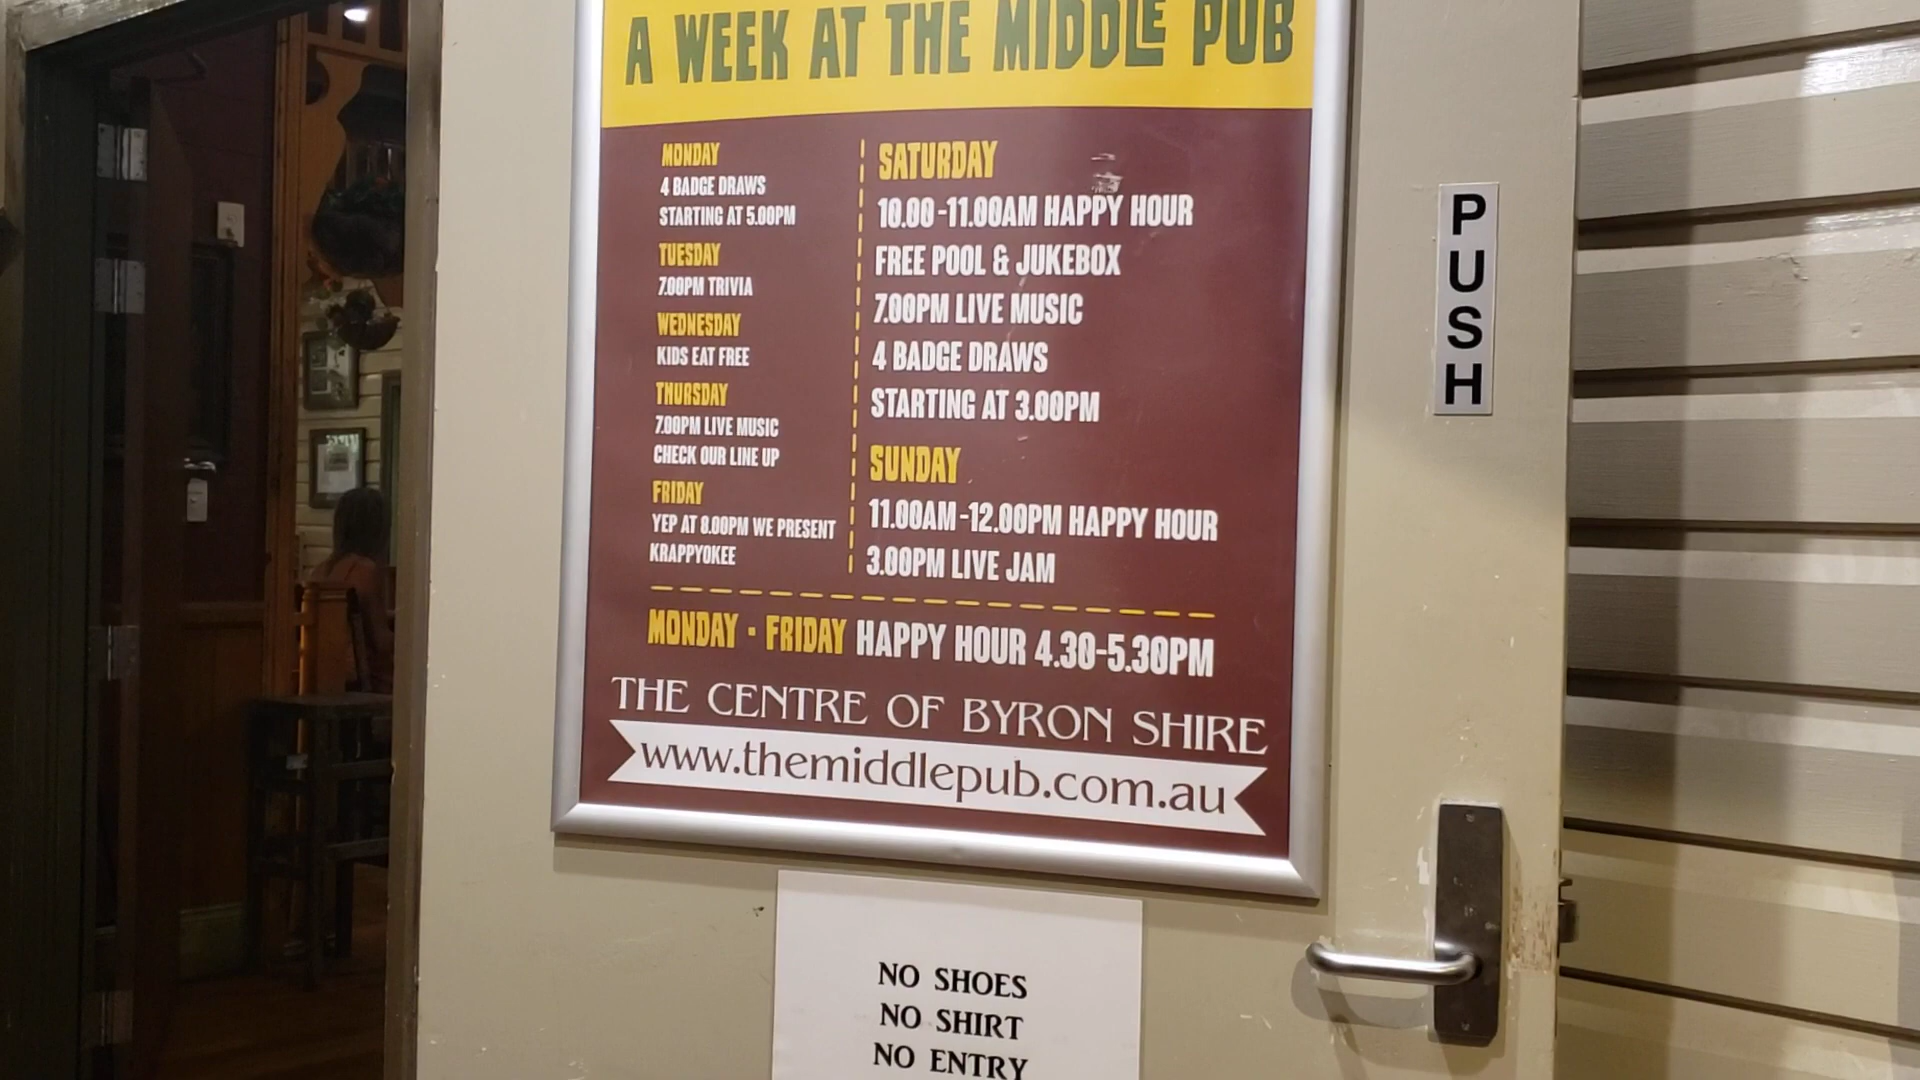 A WEEK AT THE MIDDLE PUB
MONDAY
4 BADGE DRAWS
STARTING AT 5.00PM
TUESDAY
7.00PM TRIVIA
WEDNESDAY
KIDS EAT FREE
THURSDAY
7.00PM LIVE MUSIC
CHECK OUR LINE UP
FRIDAY
YEP AT 8.00PM WE PRESENT
KRAPPYOKEE
SATURDAY
10.00-11.00AM HAPPY HOUR
FREE POOL & JUKEBOX
7.00PM LIVE MUSIC
4 BADGE DRAWS
STARTING AT 3.00PM
SUNDAY
11.00AM-12.00PM HAPPY HOUR
3.00PM LIVE JAM
MONDAY - FRIDAY HAPPY HOUR 4.30-5.30PM
THE CENTRE OF BYRON SHIRE
www.themiddlepub.com.au
PUSH
NO SHOES
NO SHIRT
NO ENTRY